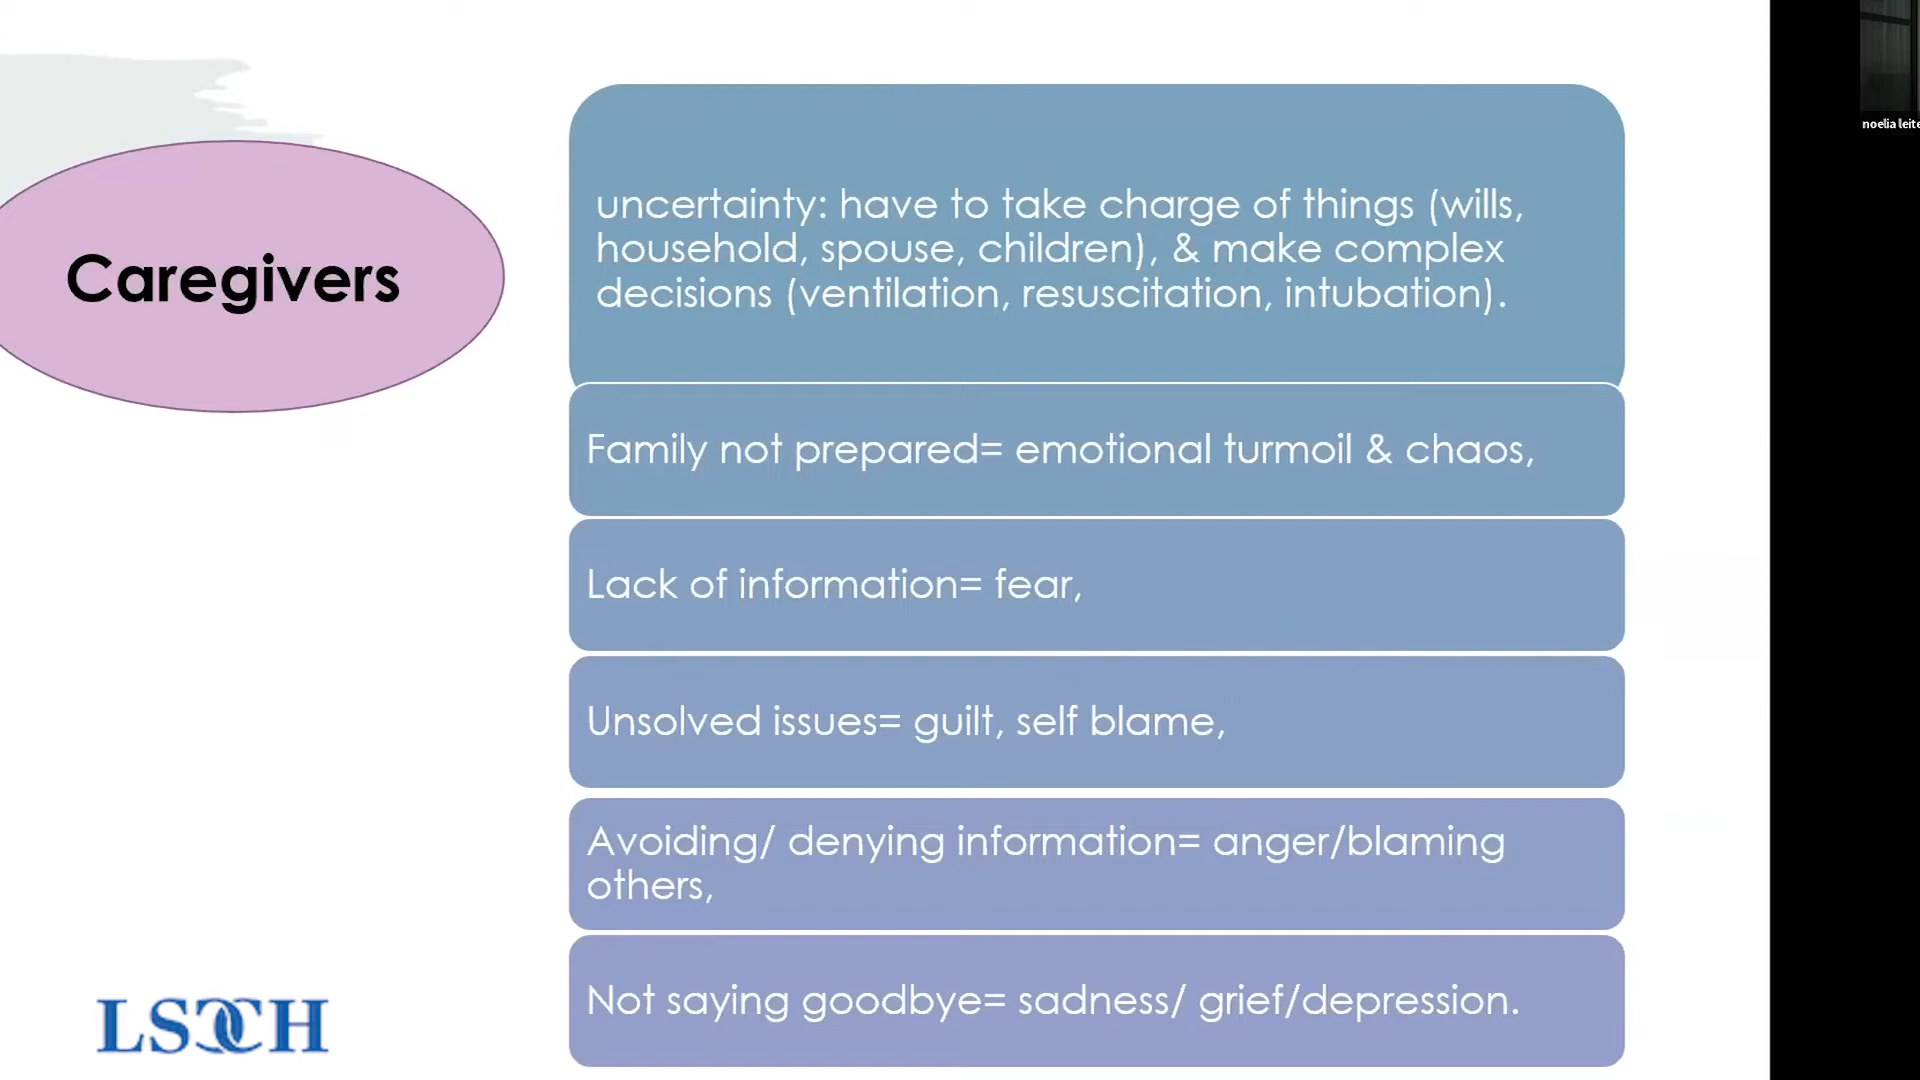 Caregivers
uncertainty: have to take charge of things (wills,
household, spouse, children), & make complex
decisions (ventilation, resuscitation, intubation).
Family not prepared= emotional turmoil & chaos,
Lack of information= fear,
Unsolved issues= guilt, self blame,
Avoiding/ denying information= anger/blaming
others,
Not saying goodbye= sadness/ grief/depression.
LSCCH
noelia leite